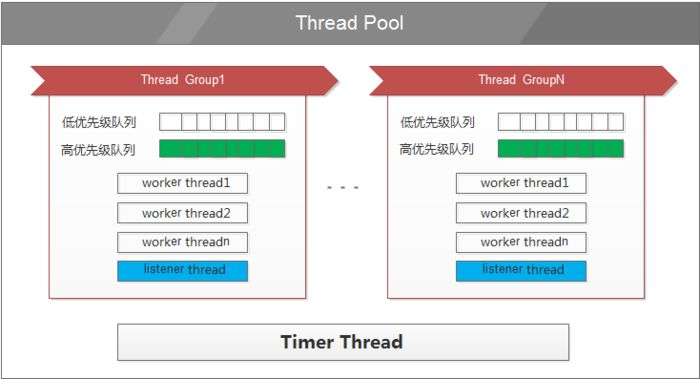 Thread Pool
Thread Group1
低优先级队列
高优先级队列
worker thread1
worker thread2
worker threadn
listener thread
- - -
Thread GroupN
低优先级队列
高优先级队列
worker thread1
worker thread2
worker threadn
listener thread
Timer Thread